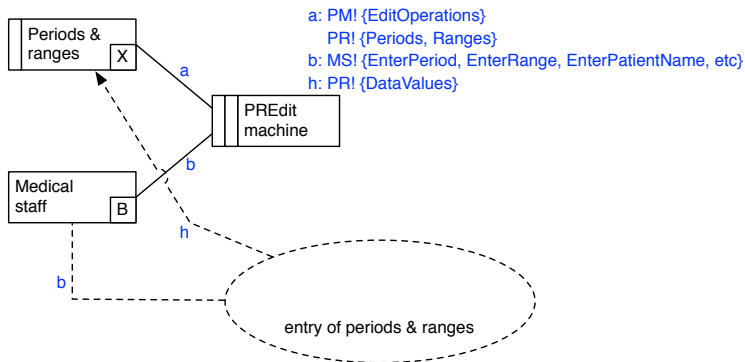 a: PM! {EditOperations}
PR! {Periods, Ranges}
b: MS! {EnterPeriod, EnterRange, EnterPatientName, etc}
h: PR! {DataValues}
Periods &
ranges
X
a
PREdit
machine
b
Medical
staff
B
h
b
entry of periods & ranges